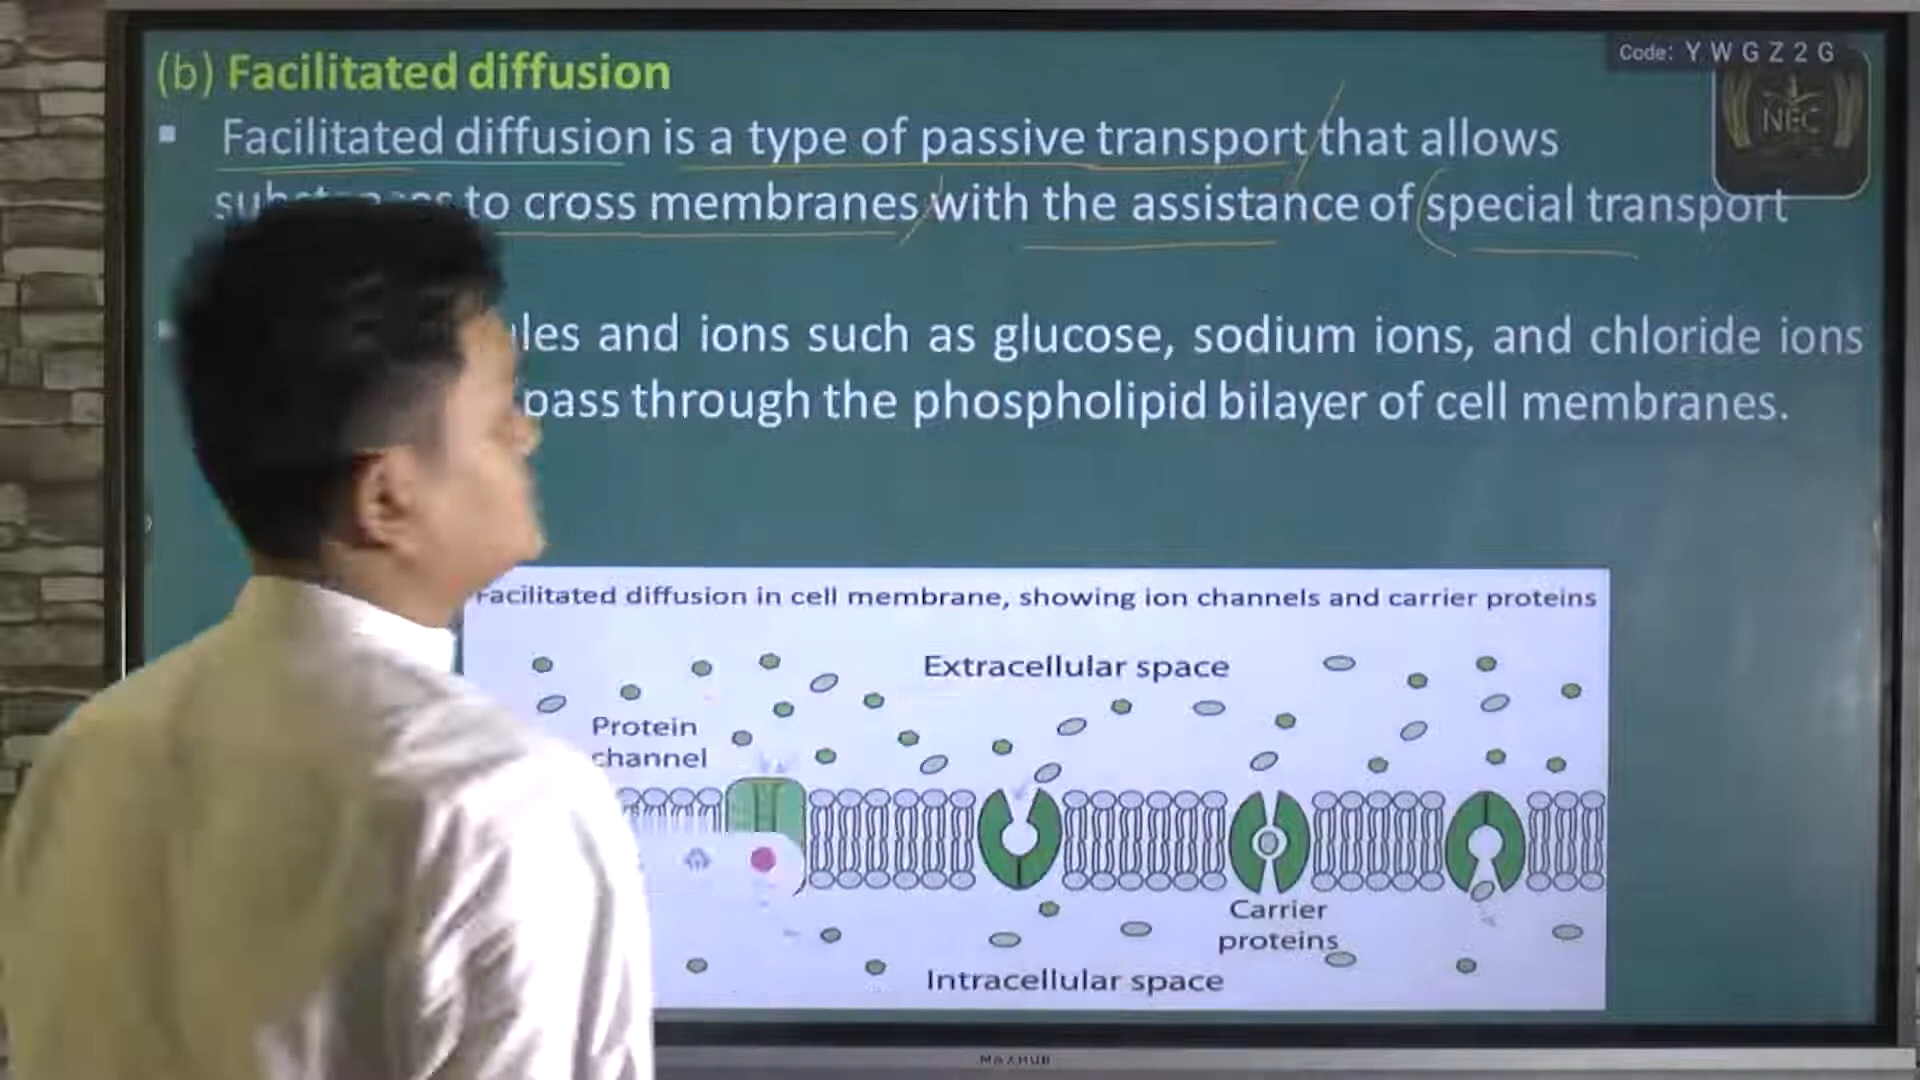 Code: Y W G Z 2 G
NEC
(b) Facilitated diffusion
▪ Facilitated diffusion is a type of passive transport that allows
to cross membranes with the assistance of special transport
and ions such as glucose, sodium ions, and chloride ions
pass through the phospholipid bilayer of cell membranes.
Facilitated diffusion in cell membrane, showing ion channels and carrier proteins
Extracellular space
Protein
channel
Carrier
proteins
Intracellular space
MAXHUB